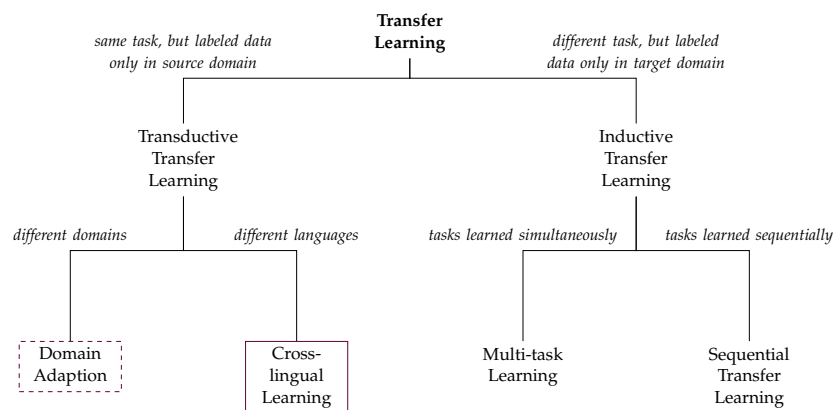 Transfer
Learning
same task, but labeled data
only in source domain
different task, but labeled
data only in target domain
Transductive
Transfer
Learning
Inductive
Transfer
Learning
different domains
different languages
tasks learned simultaneously
tasks learned sequentially
Domain
Adaption
Cross-
lingual
Learning
Multi-task
Learning
Sequential
Transfer
Learning